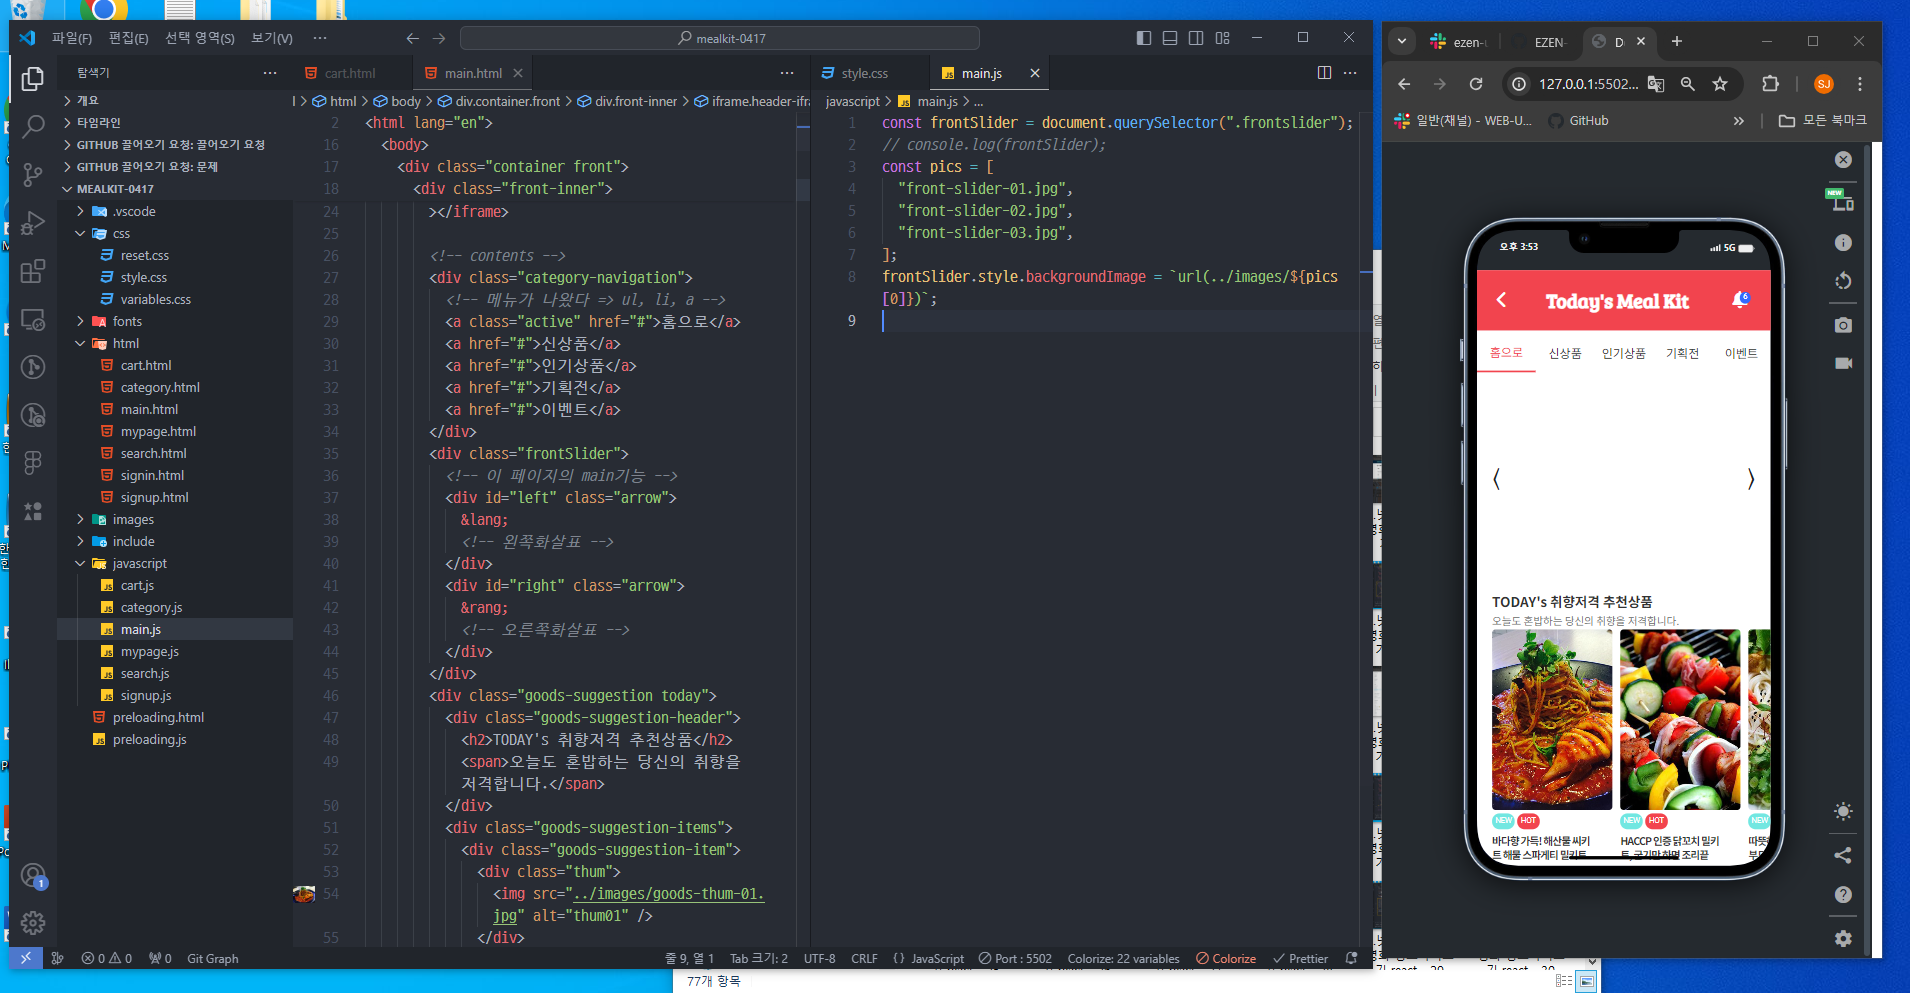 파일(F) 편집(E) 선택 영역(S) 보기(V) ··· mealkit-0417
탐색기 ···
개요
타임라인
GITHUB 끌어오기 요청: 끌어오기 요청
GITHUB 끌어오기 요청: 문제
MEALKIT-0417
.vscode
css
reset.css
style.css
variables.css
fonts
html
cart.html
category.html
main.html
mypage.html
search.html
signin.html
signup.html
images
include
javascript
cart.js
category.js
main.js
mypage.js
search.js
signup.js
preloading.html
preloading.js
cart.html main.html ···
html > body > div.container.front > div.front-inner > iframe.header-ifra
2 <html lang="en">
16 <body>
17 <div class="container front">
18 <div class="front-inner">
24 ></iframe>
25
26 <!-- contents -->
27 <div class="category-navigation">
28 <!-- 메뉴가 나왔다 => ul, li, a -->
29 <a class="active" href="#">홈으로</a>
30 <a href="#">신상품</a>
31 <a href="#">인기상품</a>
32 <a href="#">기획전</a>
33 <a href="#">이벤트</a>
34 </div>
35 <div class="frontSlider">
36 <!-- 이 페이지의 main기능 -->
37 <div id="left" class="arrow">
38 &lang;
39 <!-- 왼쪽화살표 -->
40 </div>
41 <div id="right" class="arrow">
42 &rang;
43 <!-- 오른쪽화살표 -->
44 </div>
45 </div>
46 <div class="goods-suggestion today">
47 <div class="goods-suggestion-header">
48 <h2>TODAY's 취향저격 추천상품</h2>
49 <span>오늘도 혼밥하는 당신의 취향을
저격합니다.</span>
50 </div>
51 <div class="goods-suggestion-items">
52 <div class="goods-suggestion-item">
53 <div class="thum">
54 <img src="../images/goods-thum-01.
jpg" alt="thum01" />
55 </div>
style.css main.js ···
javascript > main.js > ...
1 const frontSlider = document.querySelector(".frontslider");
2 // console.log(frontSlider);
3 const pics = [
4 "front-slider-01.jpg",
5 "front-slider-02.jpg",
6 "front-slider-03.jpg",
7 ];
8 frontSlider.style.backgroundImage = `url(../images/${pics
[0]})`;
9
1
0 0 0 Git Graph 줄 9, 열 1 Tab 크기: 2 UTF-8 CRLF {} JavaScript Port : 5502 Colorize: 22 variables Colorize Prettier
ezen- EZEN- D
127.0.0.1:5502... SJ
일반(채널) - WEB-U... GitHub » 모든 북마크
NEW
오후 3:53 5G
Today's Meal Kit 6
홈으로 신상품 인기상품 기획전 이벤트
〈 〉
TODAY's 취향저격 추천상품
오늘도 혼밥하는 당신의 취향을 저격합니다.
NEW HOT NEW HOT NEW
바다향 가득! 해산물 씨키
트 해물 스파게티 밀키트
HACCP 인증 닭꼬치 밀키
트, 굽기만 하면 조리끝
77개 항목